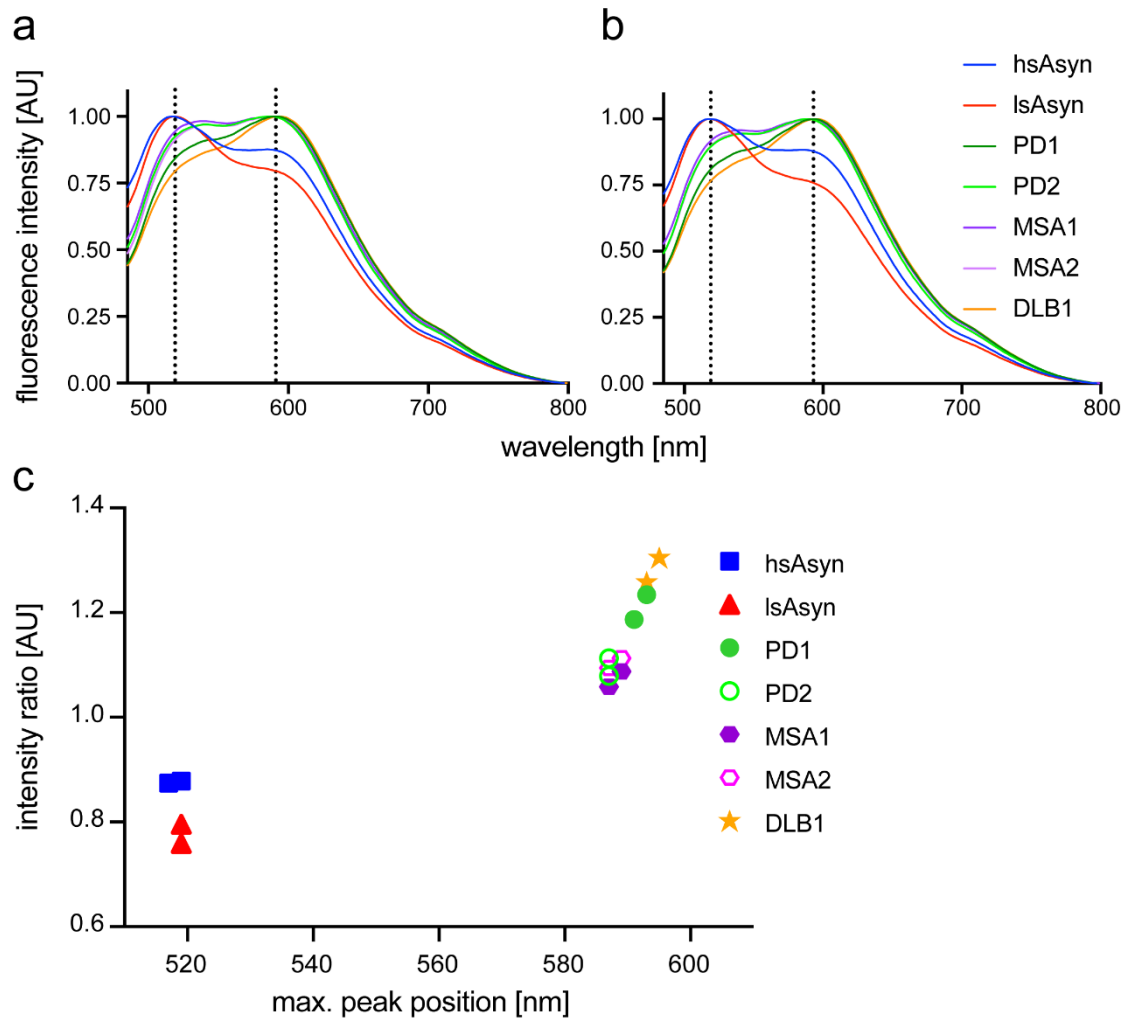 a
b
fluorescence intensity [AU]
1.00
0.75
0.50
0.25
0.00
500
600
700
800
1.00
0.75
0.50
0.25
0.00
500
600
700
800
wavelength [nm]
hsAsyn
lsAsyn
PD1
PD2
MSA1
MSA2
DLB1
c
intensity ratio [AU]
1.4
1.2
1.0
0.8
0.6
520
540
560
580
600
max. peak position [nm]
hsAsyn
lsAsyn
PD1
PD2
MSA1
MSA2
DLB1